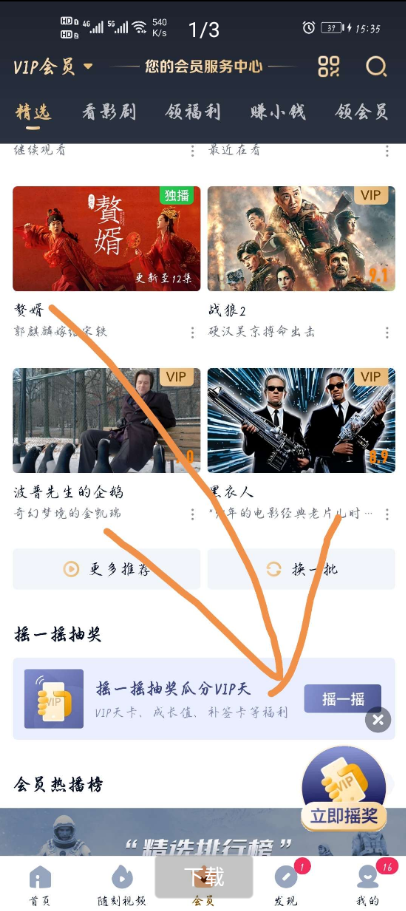 HD 4G 5G 540 K/s 1/3 39 15:35
VIP会员 您的会员服务中心
精选 看影剧 领福利 赚小钱 领会员
继续观看 最近在看
赘婿 独播 VIP
更新至12集 9.1
赘婿 战狼2
郭麒麟嫁给宋轶 硬汉吴京搏命出击
VIP VIP
8.9
波普先生的企鹅 黑衣人
奇幻梦境的金凯瑞 年的电影经典老片儿时…
更多推荐 换一批
摇一摇抽奖
VIP 摇一摇抽奖瓜分VIP天 摇一摇
VIP天卡、成长值、补签卡等福利
会员热播榜
VIP
立即摇奖
“精选排行榜”
下载
1 16
首页 随刻视频 会员 发现 我的